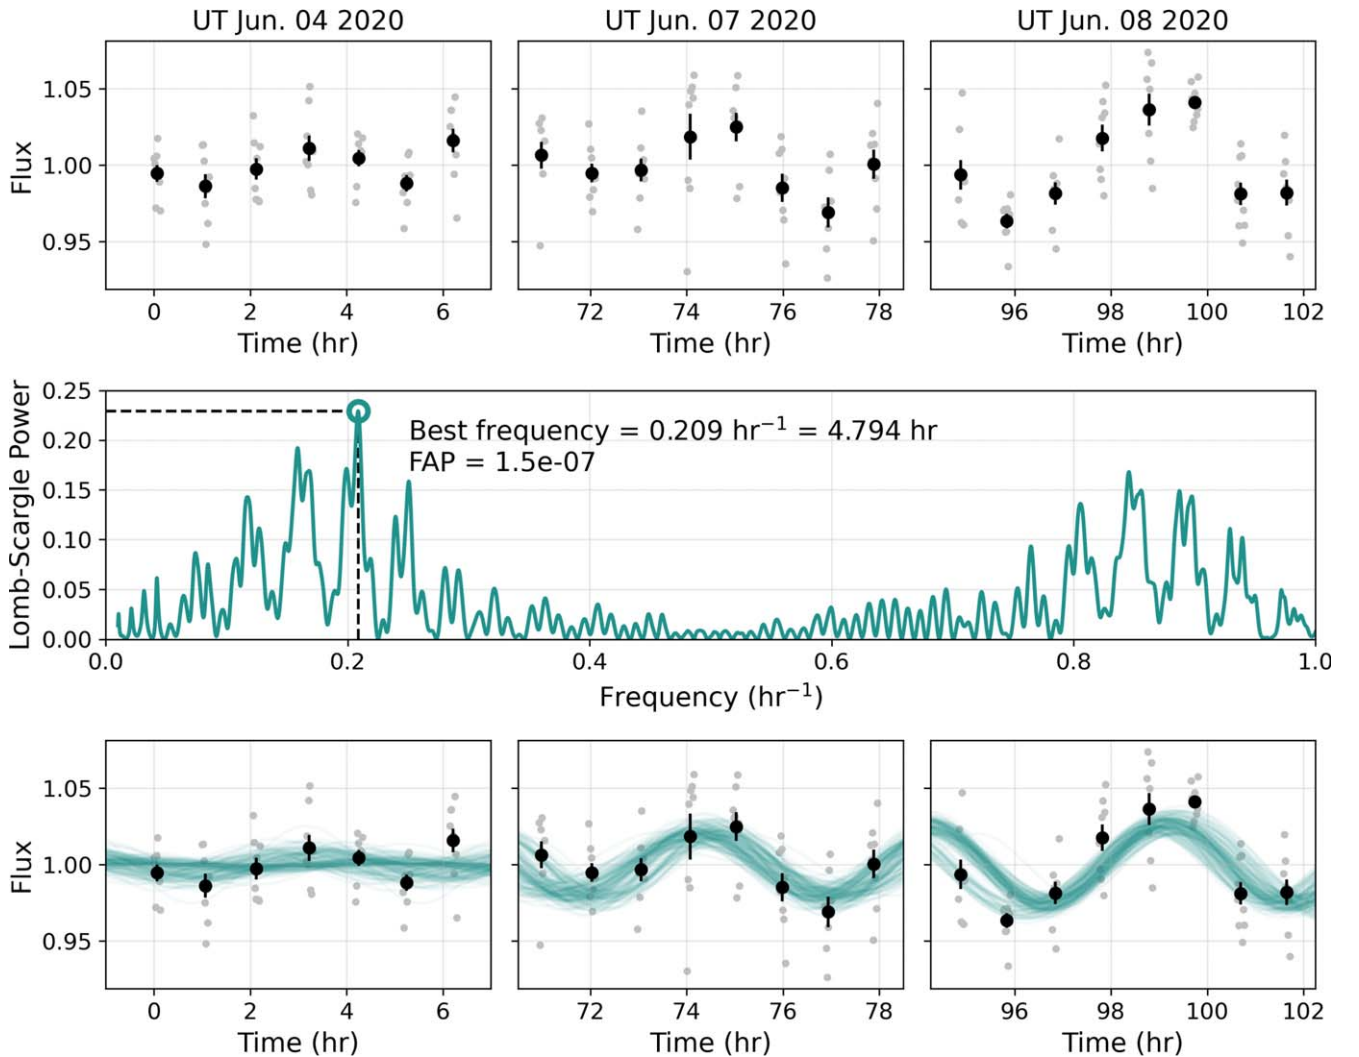 UT Jun. 04 2020
UT Jun. 07 2020
UT Jun. 08 2020
Flux
1.05
1.00
0.95
0 2 4 6
72 74 76 78
96 98 100 102
Time (hr)
Time (hr)
Time (hr)
Lomb-Scargle Power
0.25
0.20
0.15
0.10
0.05
0.00
Best frequency = 0.209 hr⁻¹ = 4.794 hr
FAP = 1.5e-07
0.0 0.2 0.4 0.6 0.8 1.0
Frequency (hr⁻¹)
Flux
1.05
1.00
0.95
0 2 4 6
72 74 76 78
96 98 100 102
Time (hr)
Time (hr)
Time (hr)